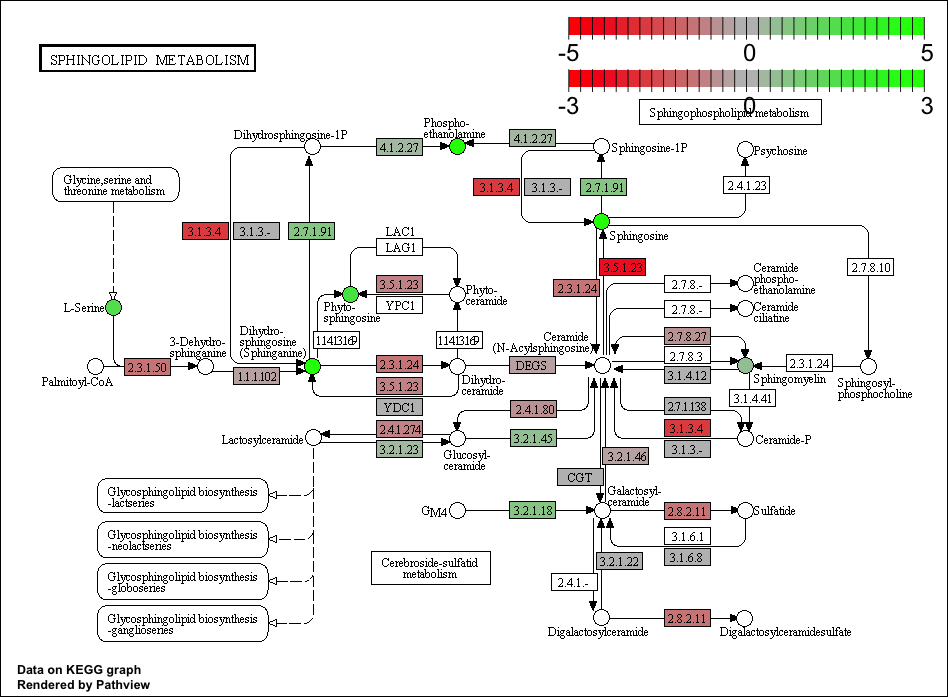 -5 0 5
-3 0 3
SPHINGOLIPID METABOLISM
Sphingophospholipid metabolism
Dihydrosphingosine-1P
4.1.2.27
Phospho-
ethanolamine
4.1.2.27
Sphingosine-1P
Psychosine
Glycine,serine and
threonine metabolism
3.1.3.4
3.1.3.-
2.7.1.91
2.4.1.23
3.1.3.4
3.1.3.-
2.7.1.91
LAC1
LAG1
Sphingosine
3.5.1.23
2.7.8.10
L-Serine
3.5.1.23
YPC1
Phyto-
sphingosine
Phyto-
ceramide
2.3.1.24
2.7.8.-
Ceramide
phospho-
ethanolamine
2.7.8.-
Ceramide
ciliatine
3-Dehydro-
sphinganine
Dihydro-
sphingosine
(Sphinganine)
1.14.13.169
1.14.13.169
Ceramide
(N-Acylsphingosine)
2.7.8.27
2.7.8.3
3.1.4.12
Palmitoyl-CoA
2.3.1.50
1.1.1.102
2.3.1.24
3.5.1.23
YDC1
Dihydro-
ceramide
DEGS
Sphingomyelin
2.3.1.24
Sphingosyl-
phosphocholine
3.1.4.41
2.4.1.80
2.7.1.138
3.1.3.4
3.1.3.-
Ceramide-P
Lactosylceramide
2.4.1.274
3.2.1.23
Glucosyl-
ceramide
3.2.1.45
3.2.1.46
CGT
Glycosphingolipid biosynthesis
-lactseries
Glycosphingolipid biosynthesis
-neolactseries
Glycosphingolipid biosynthesis
-globoseries
Glycosphingolipid biosynthesis
-ganglioseries
GM4
3.2.1.18
Galactosyl-
ceramide
2.8.2.11
Sulfatide
3.1.6.1
3.1.6.8
Cerebroside-sulfatid
metabolism
3.2.1.22
2.4.1.-
Digalactosylceramide
2.8.2.11
Digalactosylceramidesulfate
Data on KEGG graph
Rendered by Pathview